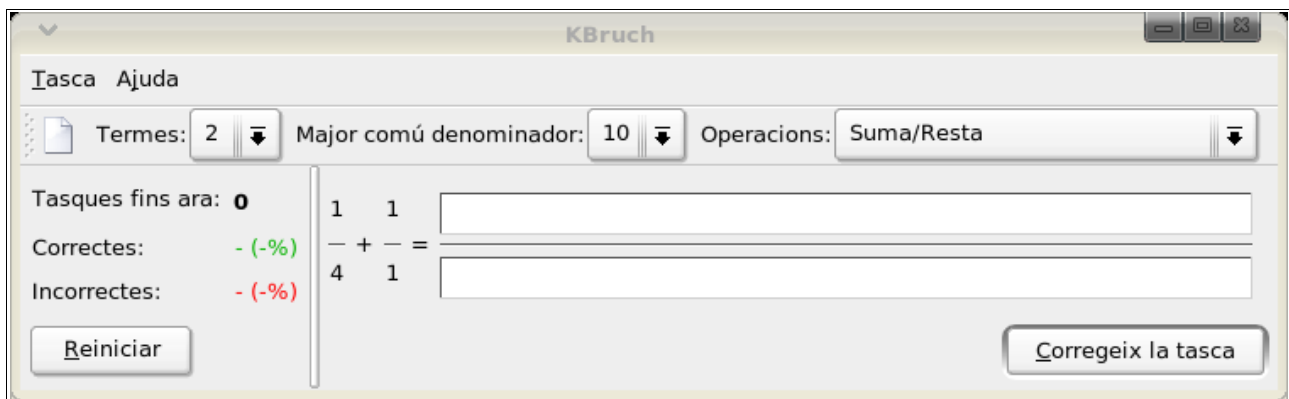 KBruch
Tasca Ajuda
Termes: 2 Major comú denominador: 10 Operacions: Suma/Resta
Tasques fins ara: 0
Correctes: - (-%)
Incorrectes: - (-%)
Reiniciar
1 1
— + — =
4 1
Corregeix la tasca